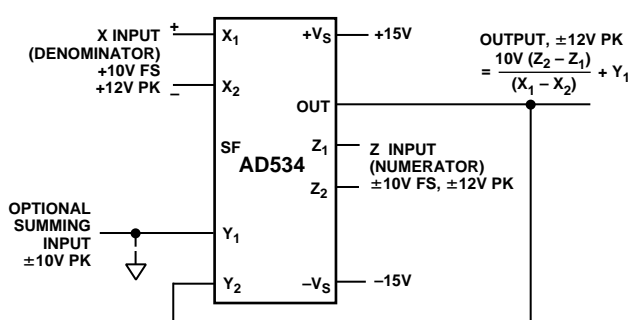 X INPUT
(DENOMINATOR)
+10V FS
+12V PK
+
–
X1
X2
SF
AD534
Y1
Y2
+VS
OUT
Z1
Z2
–VS
+15V
OUTPUT, ±12V PK
= 10V (Z2 – Z1)
(X1 – X2)
+ Y1
Z INPUT
(NUMERATOR)
±10V FS, ±12V PK
–15V
OPTIONAL
SUMMING
INPUT
±10V PK